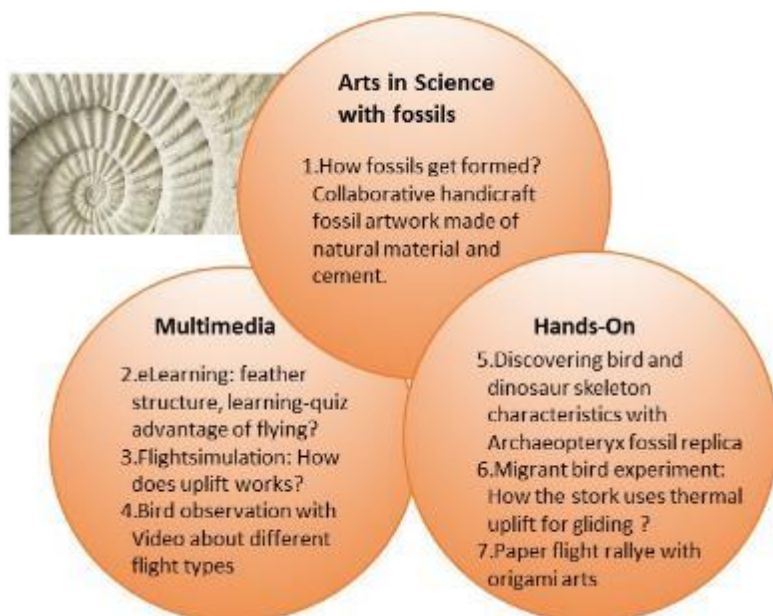 Arts in Science
with fossils
1.How fossils get formed?
Collaborative handicraft
fossil artwork made of
natural material and
cement.
Multimedia
2.eLearning: feather
structure, learning-quiz
advantage of flying?
3.Flightsimulation: How
does uplift works?
4.Bird observation with
Video about different
flight types
Hands-On
5.Discovering bird and
dinosaur skeleton
characteristics with
Archaeopteryx fossil replica
6.Migrant bird experiment:
How the stork uses thermal
uplift for gliding ?
7.Paper flight rallye with
origami arts